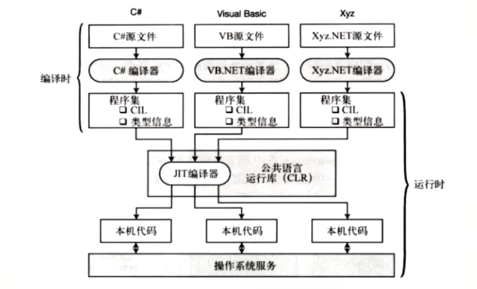 C#
Visual Basic
Xyz
C#源文件
VB源文件
Xyz.NET源文件
编译时
C# 编译器
VB.NET编译器
Xyz.NET编译器
程序集
CIL
类型信息
程序集
CIL
类型信息
程序集
CIL
类型信息
JIT编译器
公共语言
运行库（CLR）
运行时
本机代码
本机代码
本机代码
操作系统服务